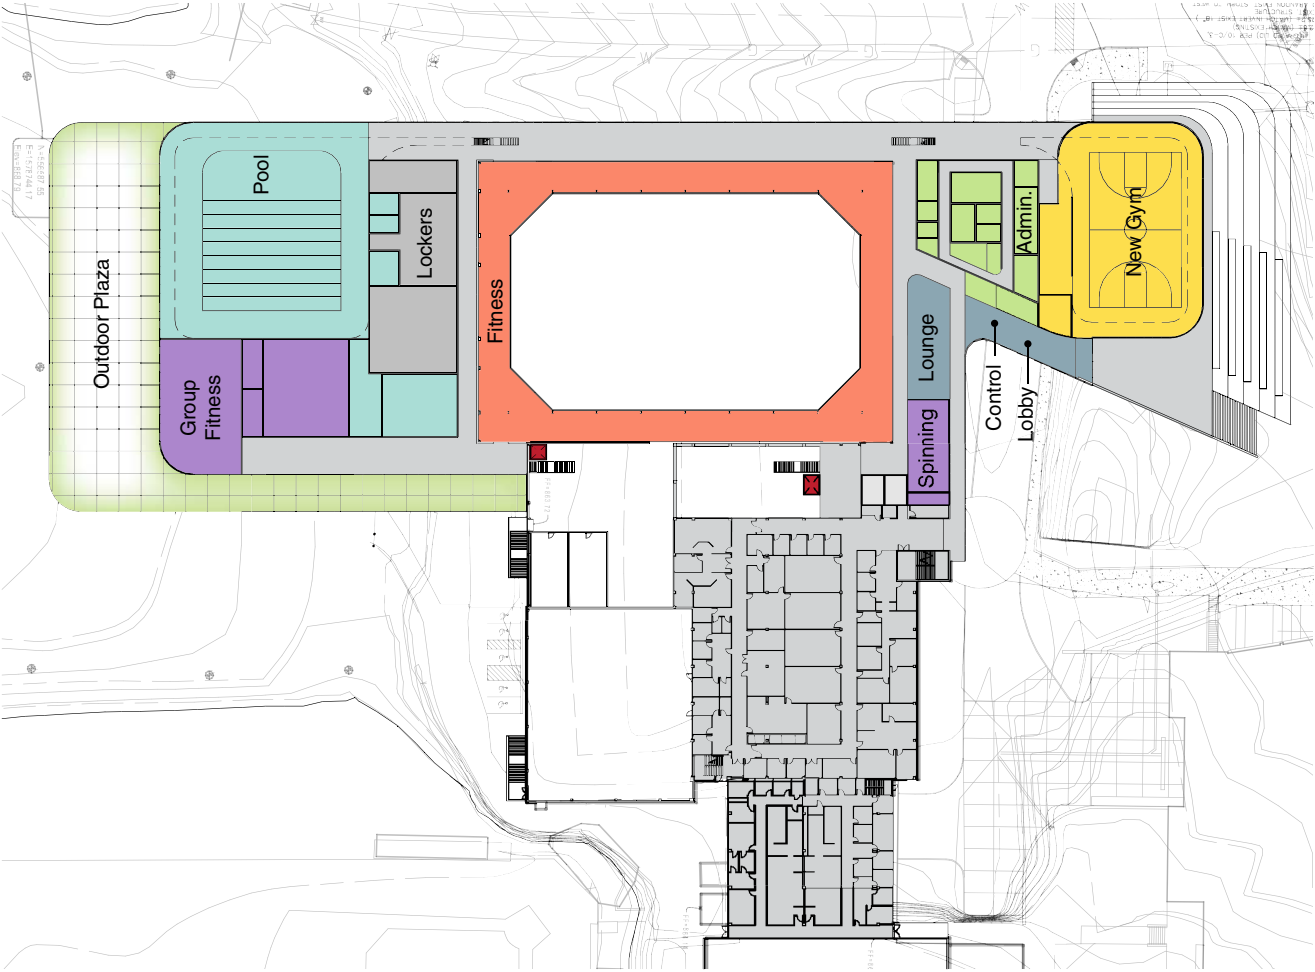 Outdoor Plaza
Pool
Group
Fitness
Lockers
Fitness
Lounge
Spinning
Control
Lobby
Admin.
New Gym